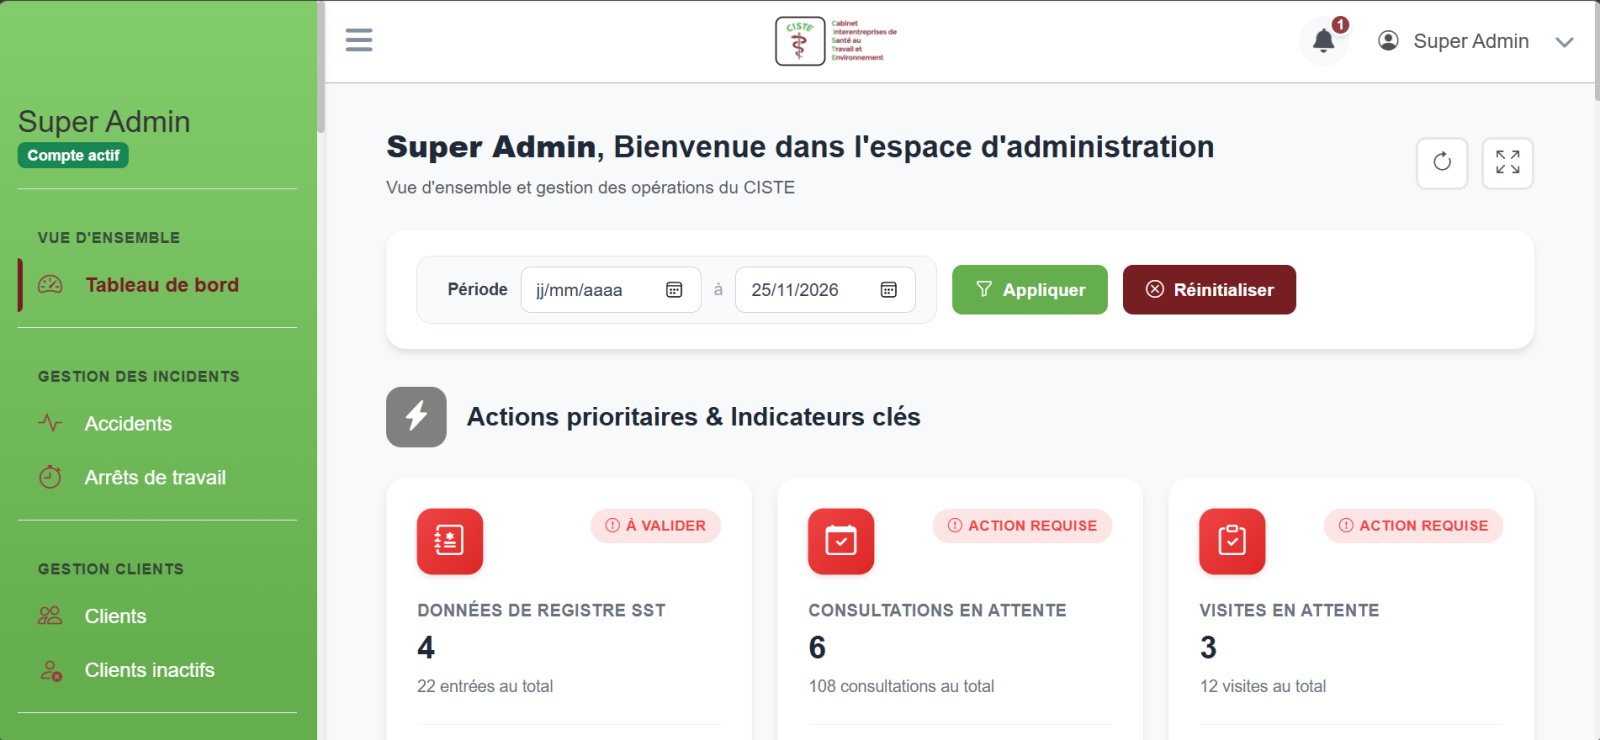 Super Admin
Compte actif
VUE D'ENSEMBLE
Tableau de bord
GESTION DES INCIDENTS
Accidents
Arrêts de travail
GESTION CLIENTS
Clients
Clients inactifs
CISTE
Cabinet
Interentreprises de
Santé au
Travail et
Environnement
1
Super Admin
Super Admin, Bienvenue dans l'espace d'administration
Vue d'ensemble et gestion des opérations du CISTE
Période jj/mm/aaaa à 25/11/2026 Appliquer Réinitialiser
Actions prioritaires & Indicateurs clés
À VALIDER
DONNÉES DE REGISTRE SST
4
22 entrées au total
ACTION REQUISE
CONSULTATIONS EN ATTENTE
6
108 consultations au total
ACTION REQUISE
VISITES EN ATTENTE
3
12 visites au total